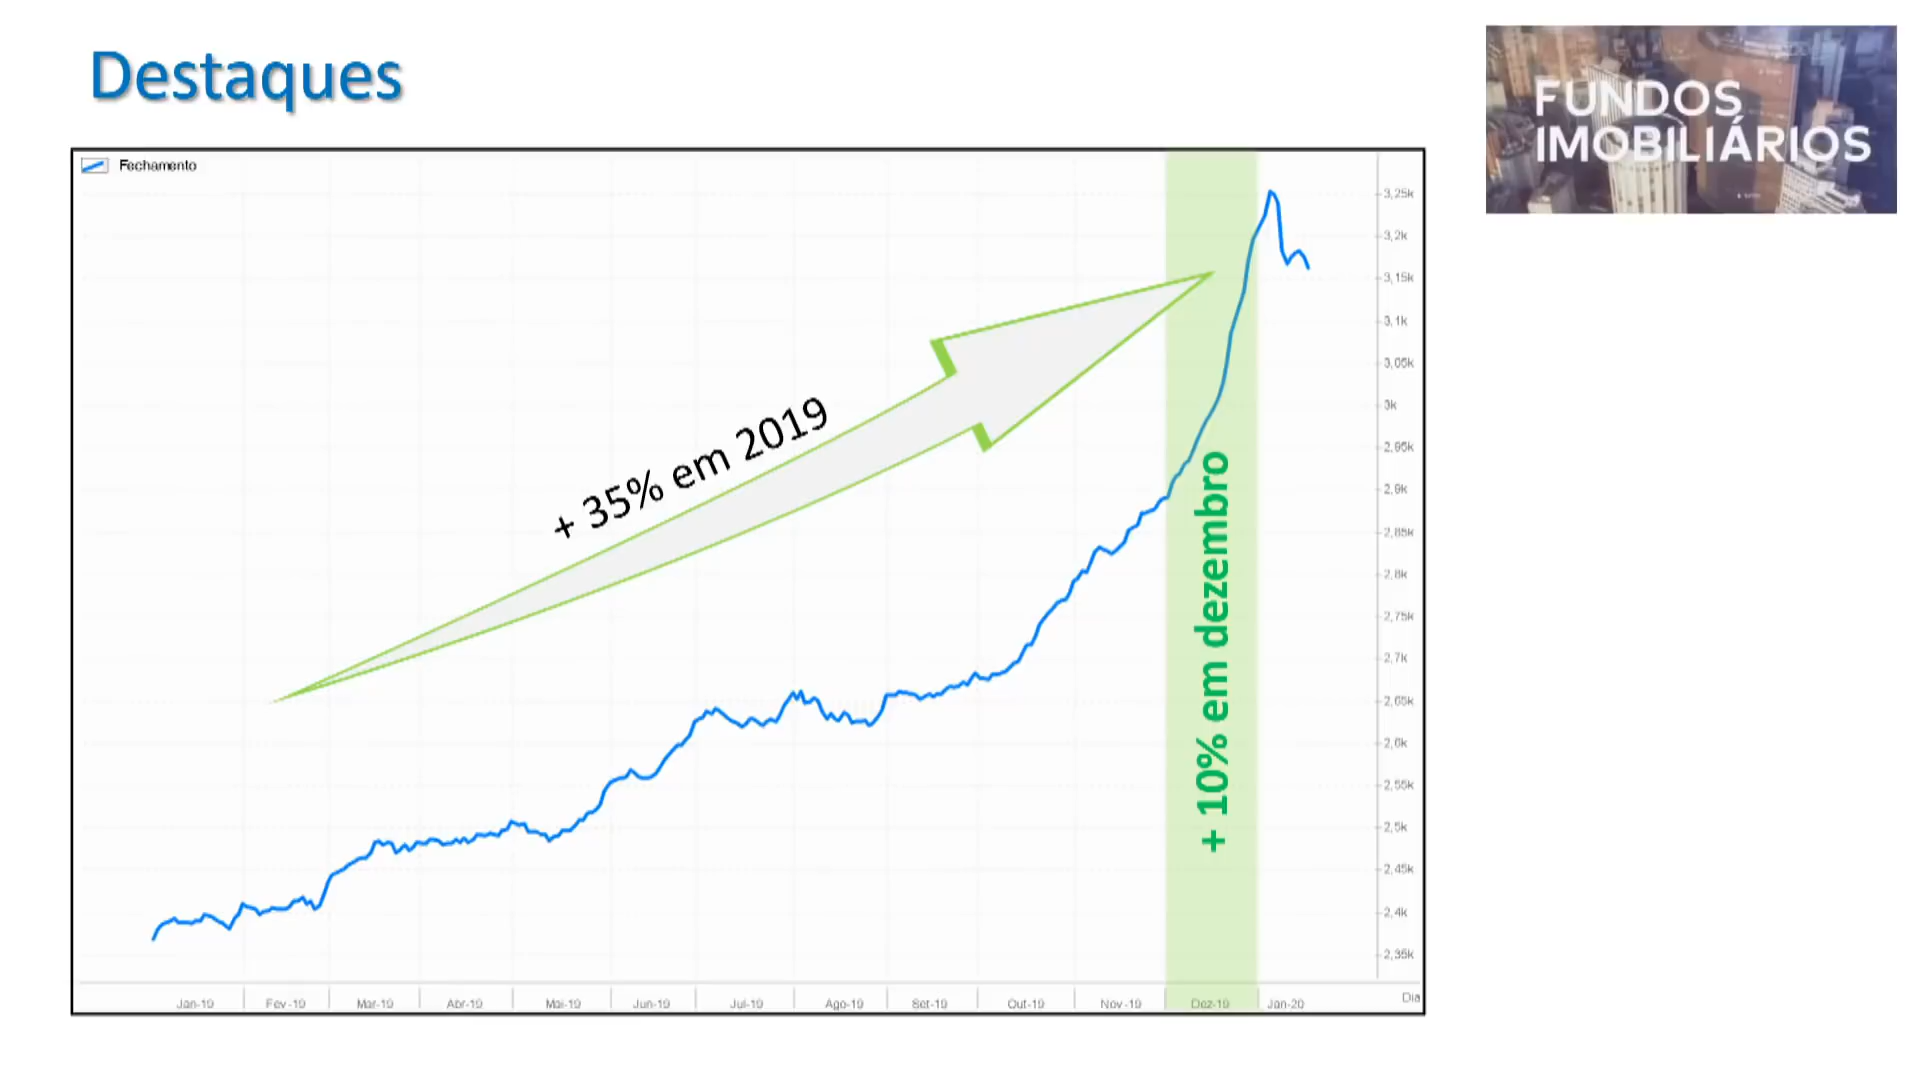 Destaques
FUNDOS
IMOBILIÁRIOS
Fechamento
+ 35% em 2019
+ 10% em dezembro
3,25k
3,2k
3,15k
3,1k
3,05k
3k
2,95k
2,9k
2,85k
2,8k
2,75k
2,7k
2,65k
2,6k
2,55k
2,5k
2,45k
2,4k
2,35k
Jan-19 Fev-19 Mar-19 Abr-19 Mai-19 Jun-19 Jul-19 Ago-19 Set-19 Out-19 Nov-19 Dez-19 Jan-20 Dia